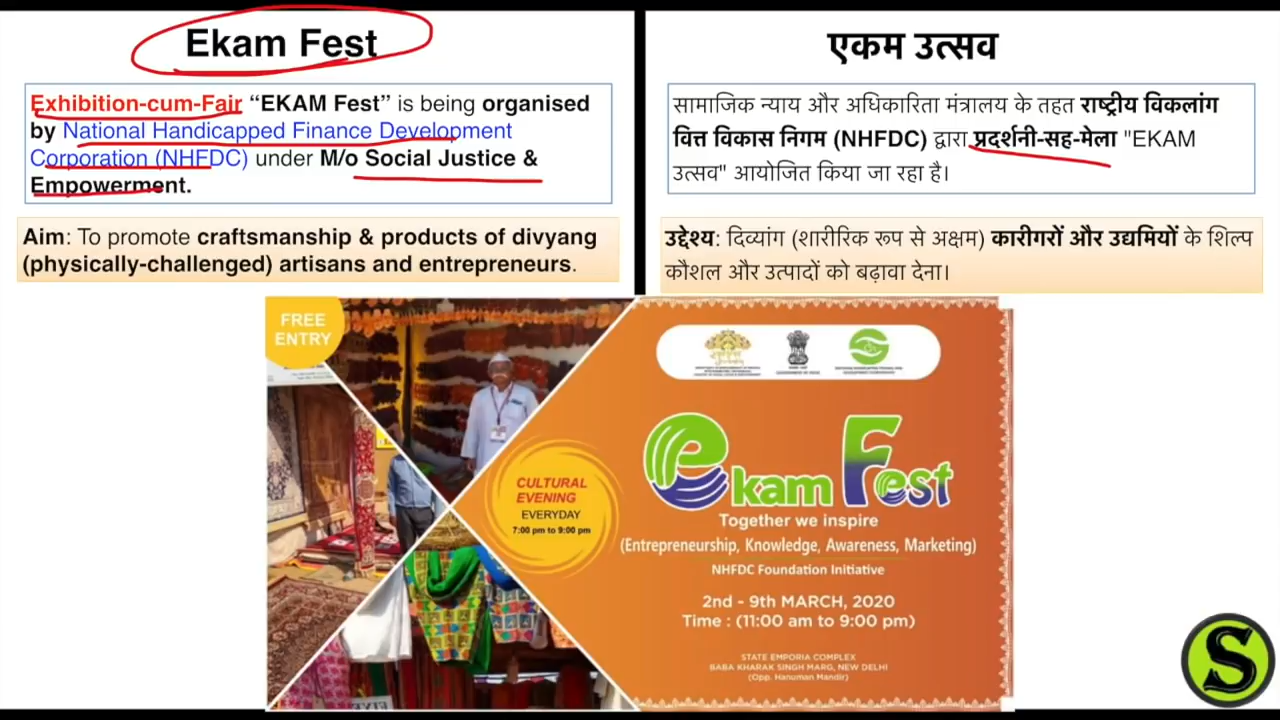 Ekam Fest
Exhibition-cum-Fair “EKAM Fest” is being organised
by National Handicapped Finance Development
Corporation (NHFDC) under M/o Social Justice &
Empowerment.
Aim: To promote craftsmanship & products of divyang
(physically-challenged) artisans and entrepreneurs.
एकम उत्सव
सामाजिक न्याय और अधिकारिता मंत्रालय के तहत राष्ट्रीय विकलांग
वित्त विकास निगम (NHFDC) द्वारा प्रदर्शनी-सह-मेला "EKAM
उत्सव" आयोजित किया जा रहा है।
उद्देश्य: दिव्यांग (शारीरिक रूप से अक्षम) कारीगरों और उद्यमियों के शिल्प
कौशल और उत्पादों को बढ़ावा देना।
FREE
ENTRY
CULTURAL
EVENING
EVERYDAY
7:00 pm to 9:00 pm
Ekam Fest
Together we inspire
(Entrepreneurship, Knowledge, Awareness, Marketing)
NHFDC Foundation Initiative
2nd - 9th MARCH, 2020
Time : (11:00 am to 9:00 pm)
STATE EMPORIA COMPLEX
BABA KHARAK SINGH MARG, NEW DELHI
(Opp. Hanuman Mandir)
S